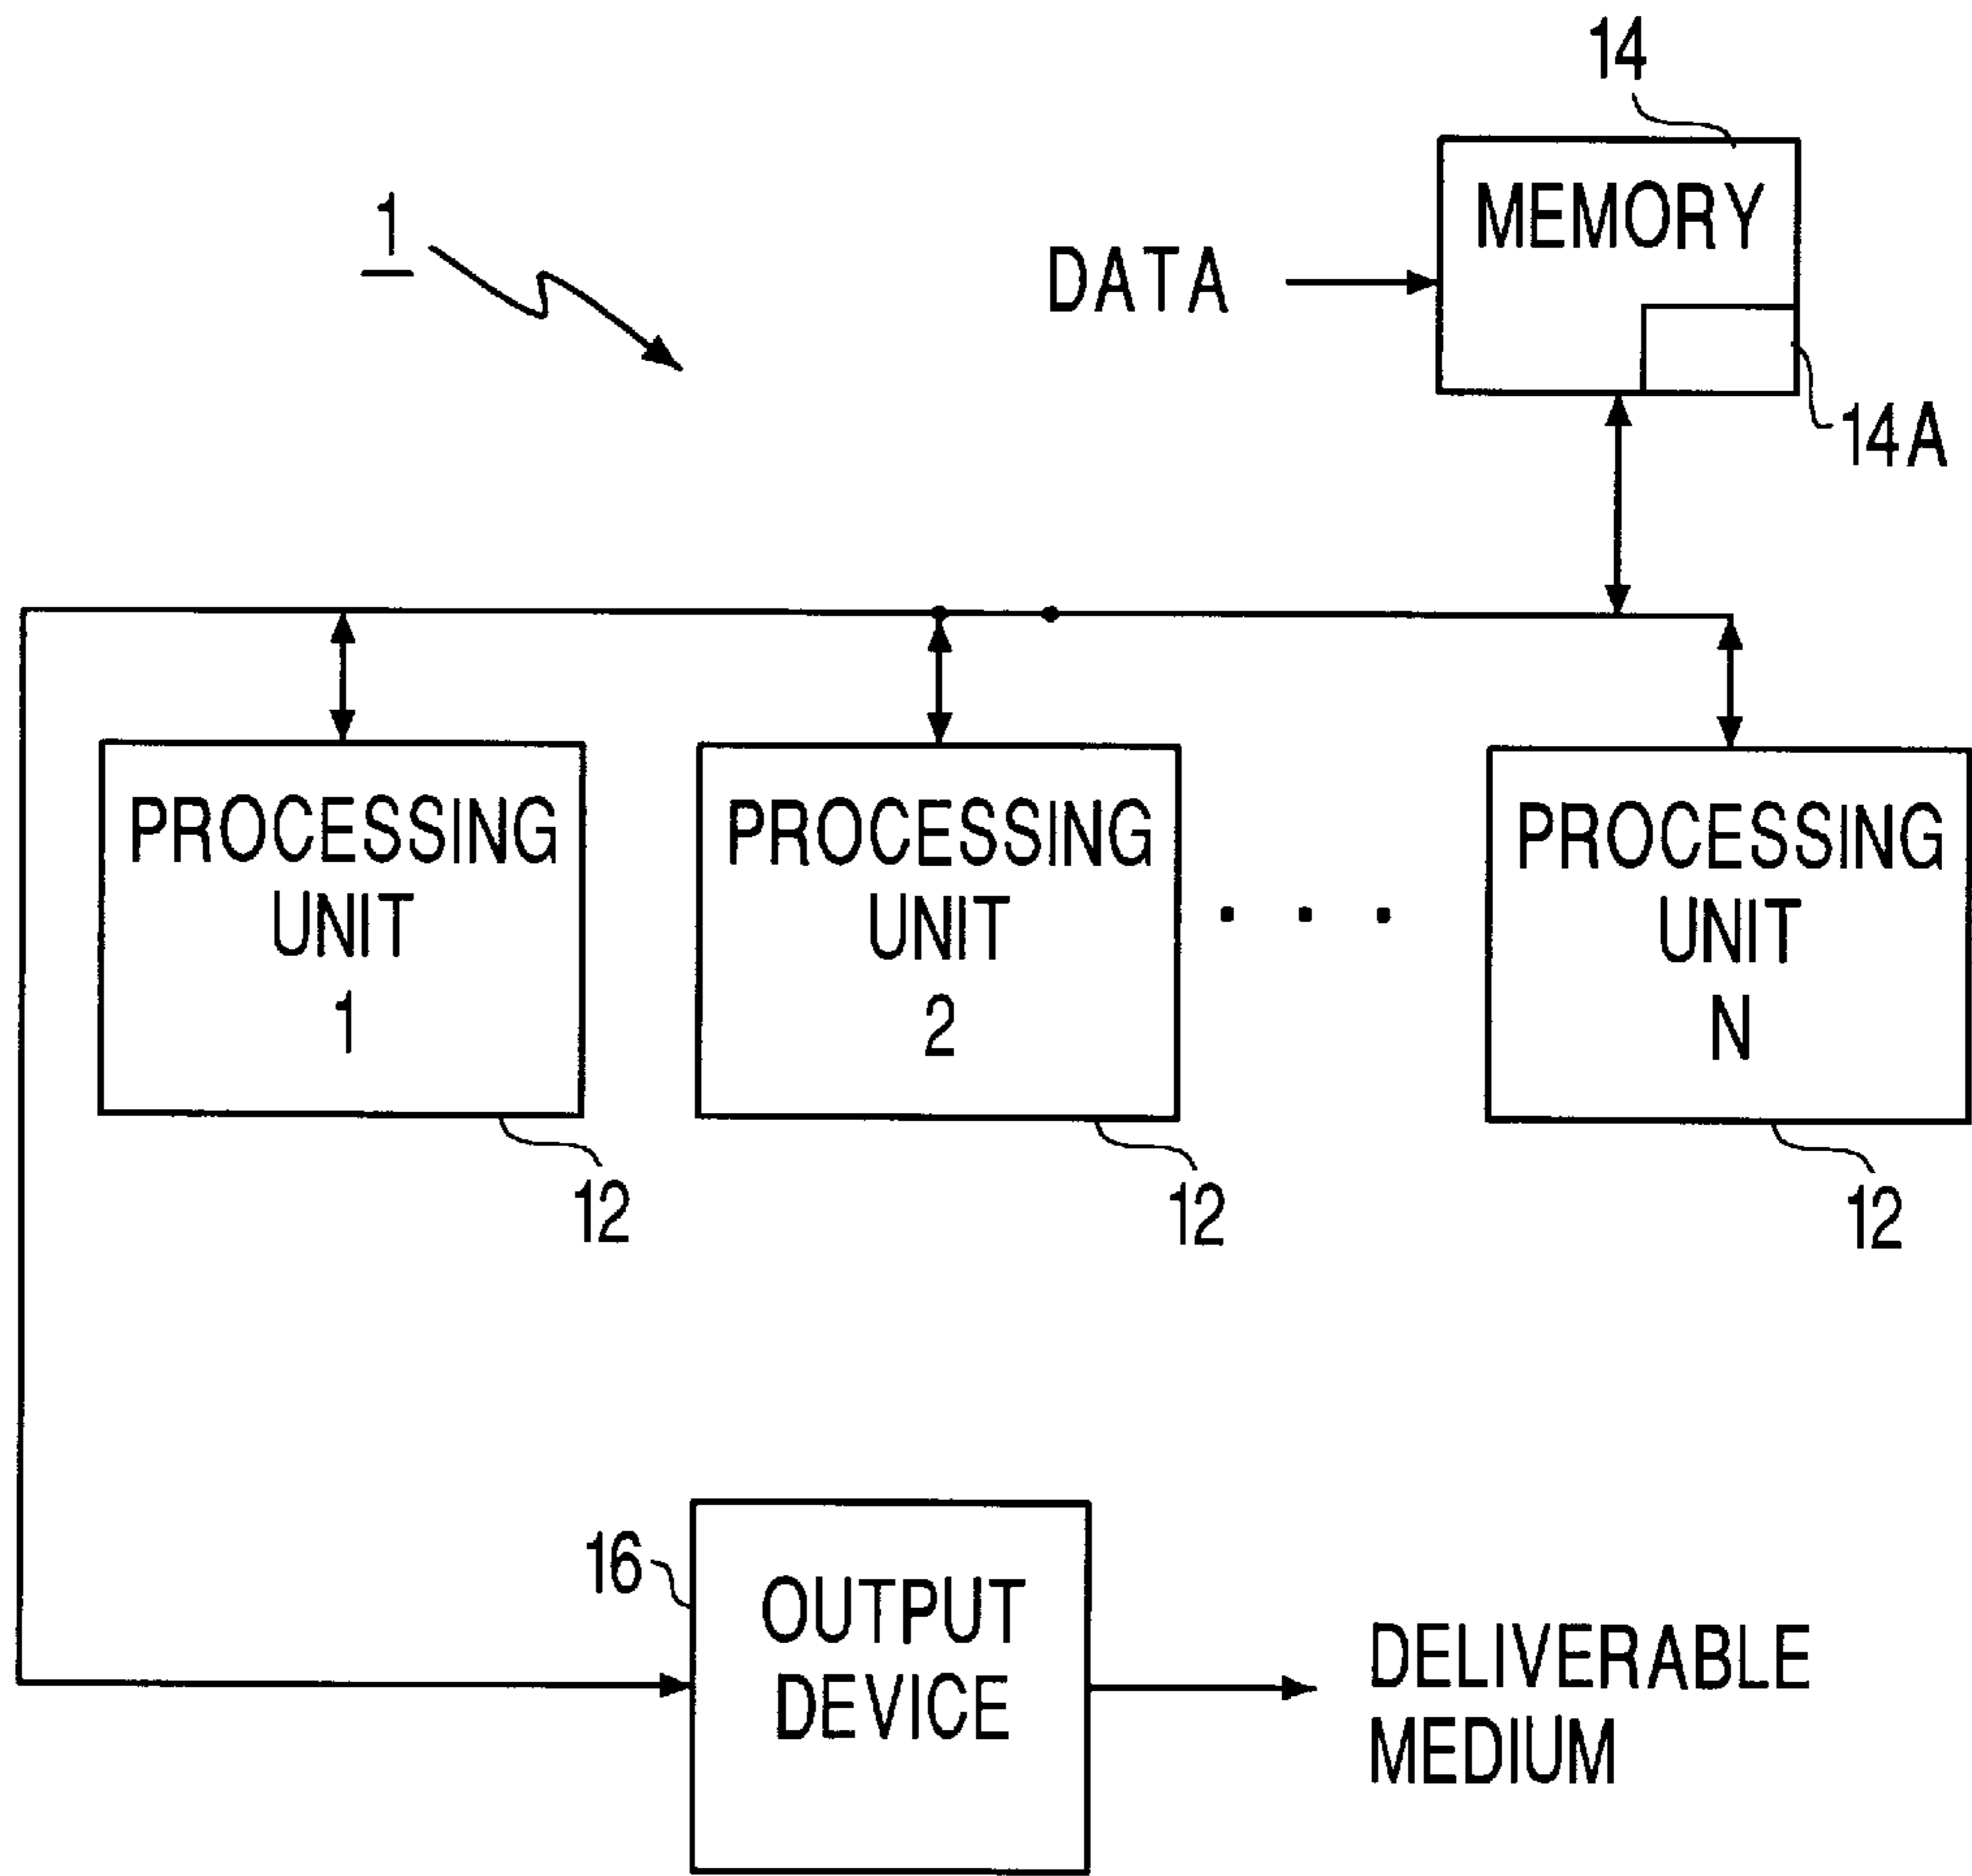 14
1
MEMORY
DATA
14A
PROCESSING
UNIT
1
PROCESSING
UNIT
2
. . .
PROCESSING
UNIT
N
12
12
12
16
OUTPUT
DEVICE
DELIVERABLE
MEDIUM